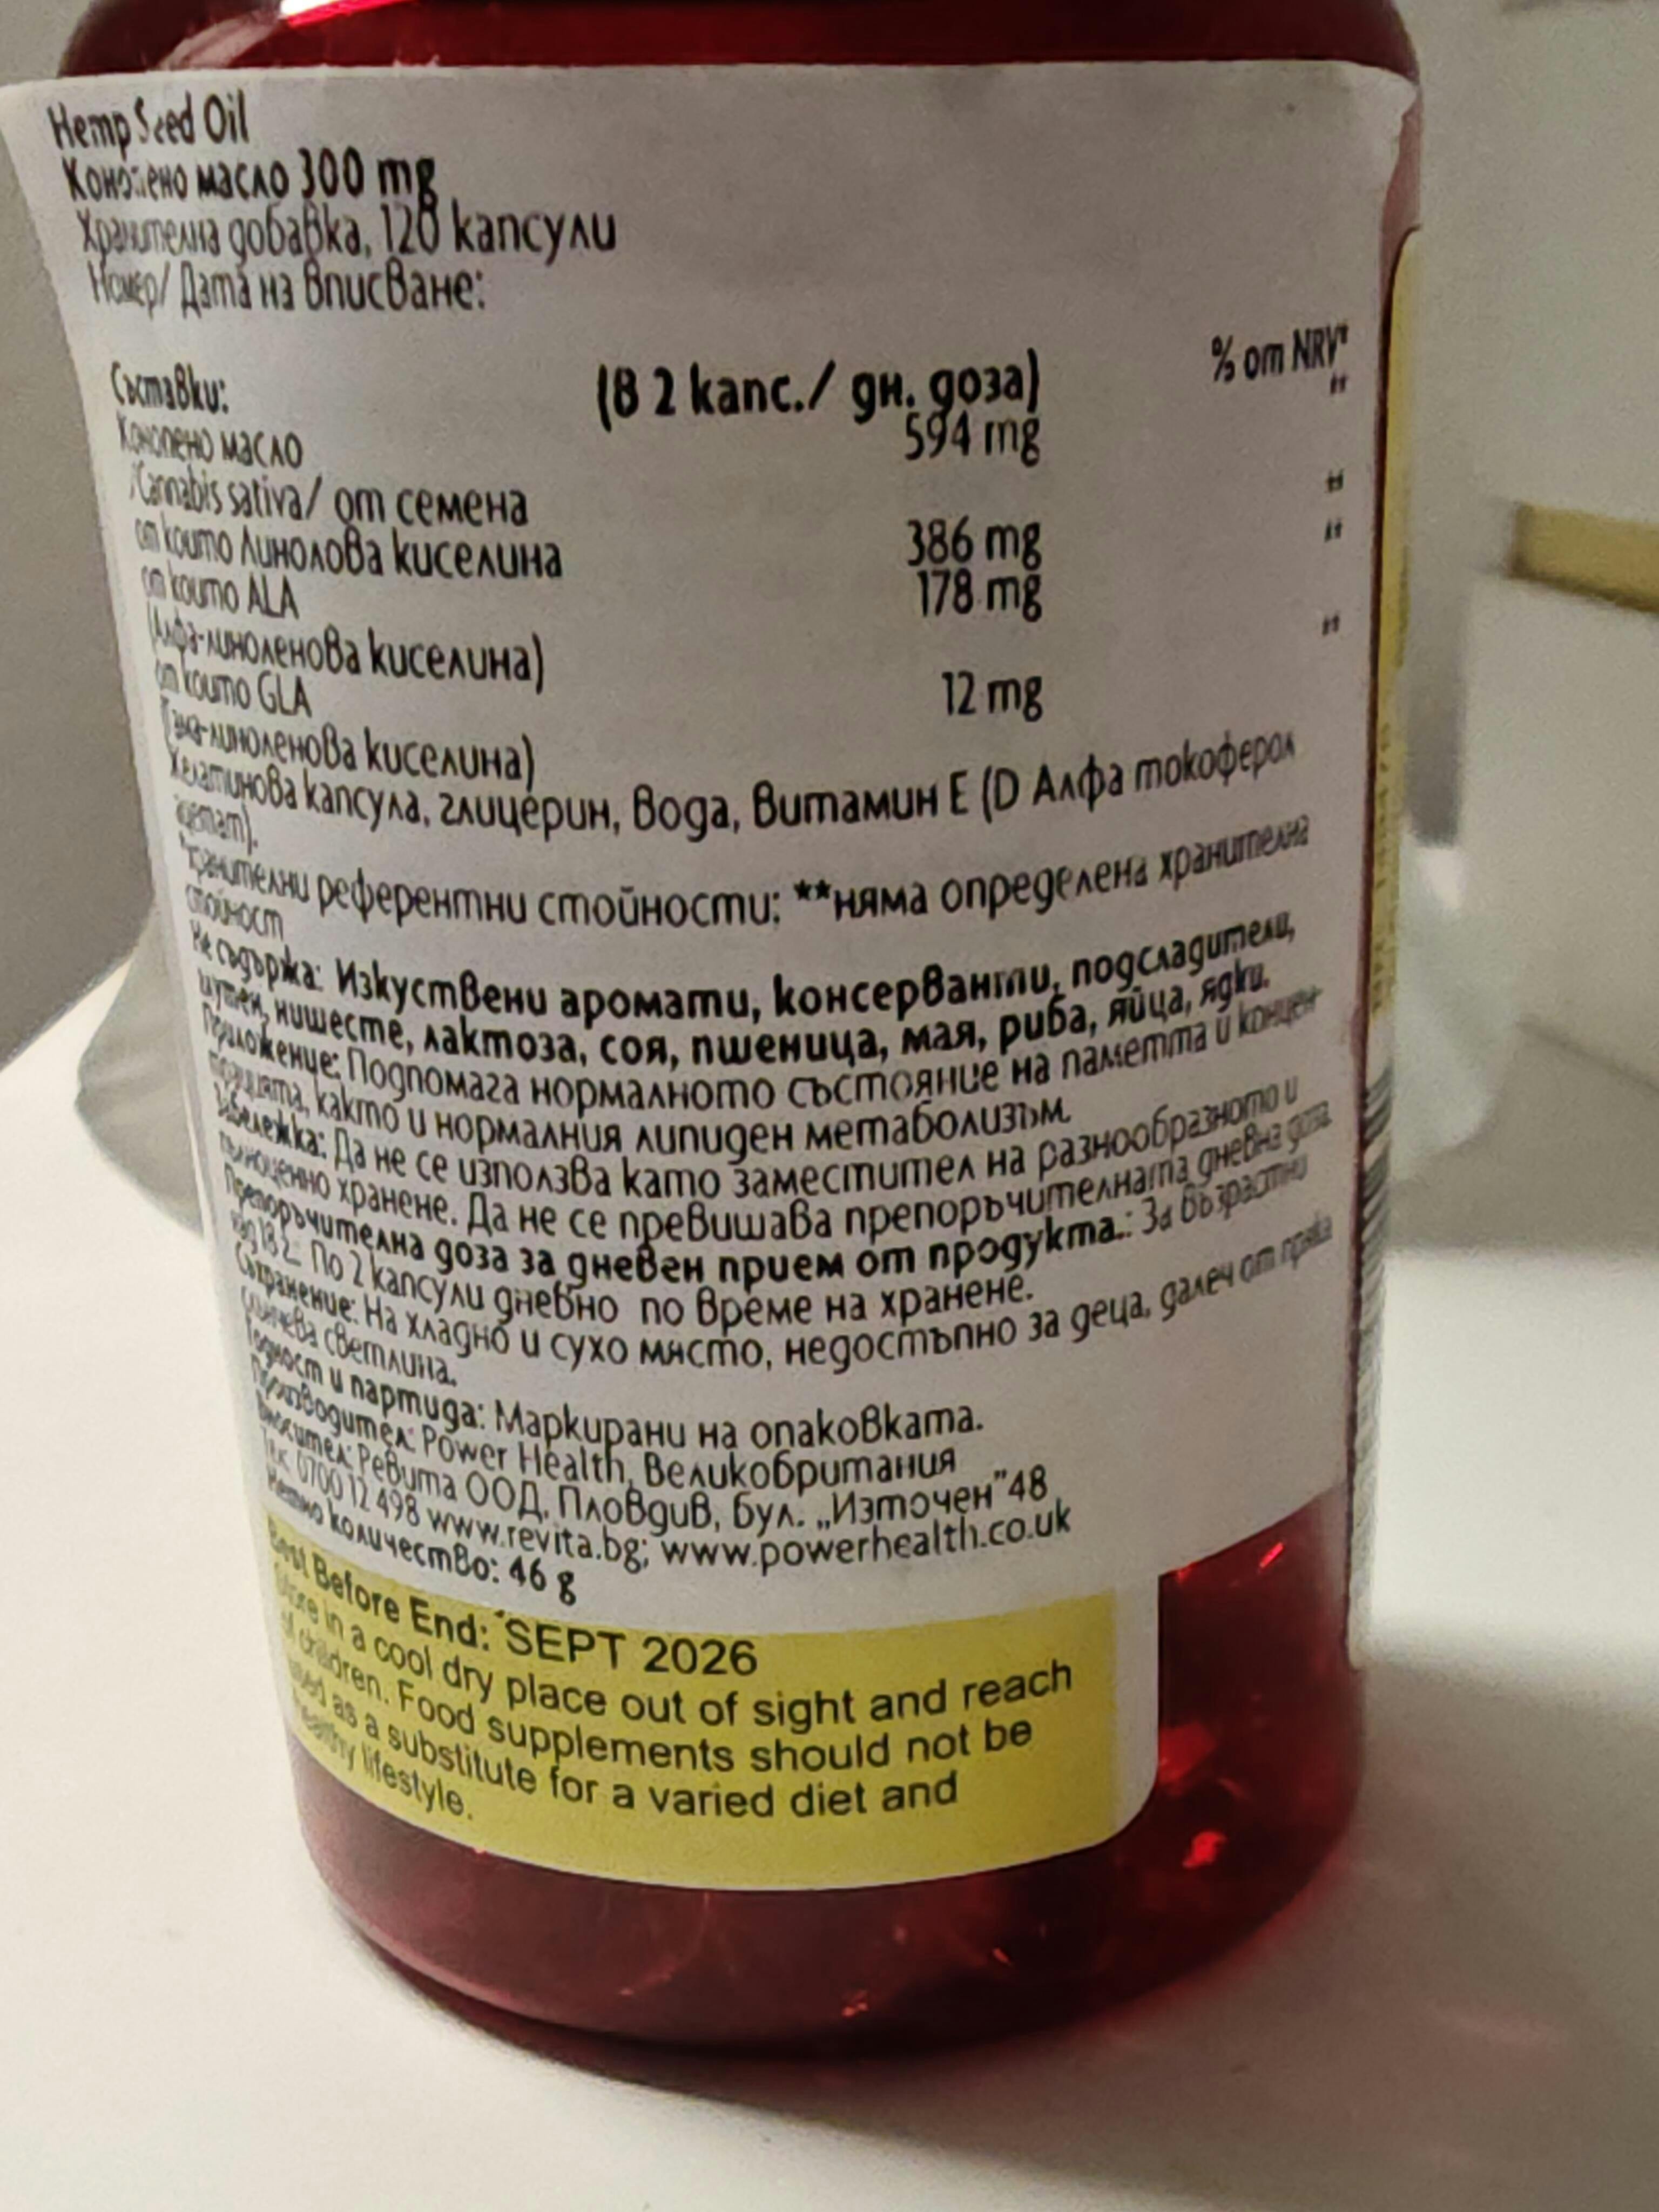 Hemp Seed Oil
Конопено масло 300 mg
Хранителна добавка, 120 капсули
Номер/ Дата на вписване:
Съставки: (в 2 капс./ дн. доза) % от NRV*
Конопено масло 594 mg **
/Cannabis sativa/ от семена
от които Линолова киселина 386 mg **
от които ALA 178 mg **
(Алфа-линоленова киселина)
от които GLA 12 mg **
(Гама-линоленова киселина)
Желатинова капсула, глицерин, вода, витамин Е (D Алфа токоферол
ацетат).
*Хранителни референтни стойности; **няма определена хранителна
стойност
Не съдържа: Изкуствени аромати, консерванти, подсладители,
глутен, нишесте, лактоза, соя, пшеница, мая, риба, яйца, ядки.
Приложение: Подпомага нормалното състояние на паметта и концен-
трацията, както и нормалния липиден метаболизъм.
Забележка: Да не се използва като заместител на разнообразното и
пълноценно хранене. Да не се превишава препоръчителната дневна доза.
Препоръчителна доза за дневен прием от продукта.: За възрастни
над 18 г.: По 2 капсули дневно по време на хранене.
Съхранение: На хладно и сухо място, недостъпно за деца, далеч от пряка
слънчева светлина.
Годност и партида: Маркирани на опаковката.
Производител: Power Health, Великобритания
Вносител: Ревита ООД, Пловдив, бул. „Източен"48
Тел: 0700 12 498 www.revita.bg; www.powerhealth.co.uk
Нетно количество: 46 g
Best Before End: SEPT 2026
Store in a cool dry place out of sight and reach
of children. Food supplements should not be
used as a substitute for a varied diet and
healthy lifestyle.